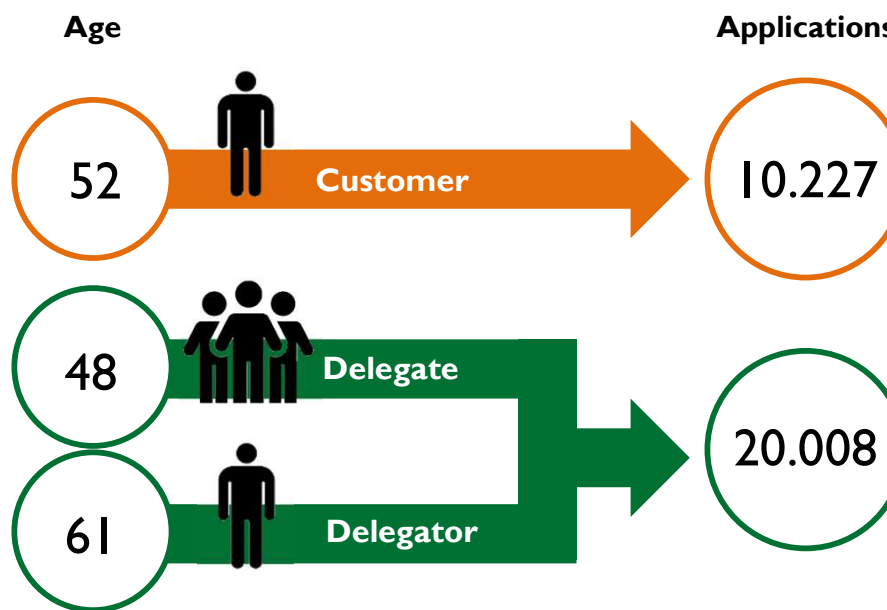 Age
Applications
52
Customer
10.227
48
Delegate
20.008
61
Delegator